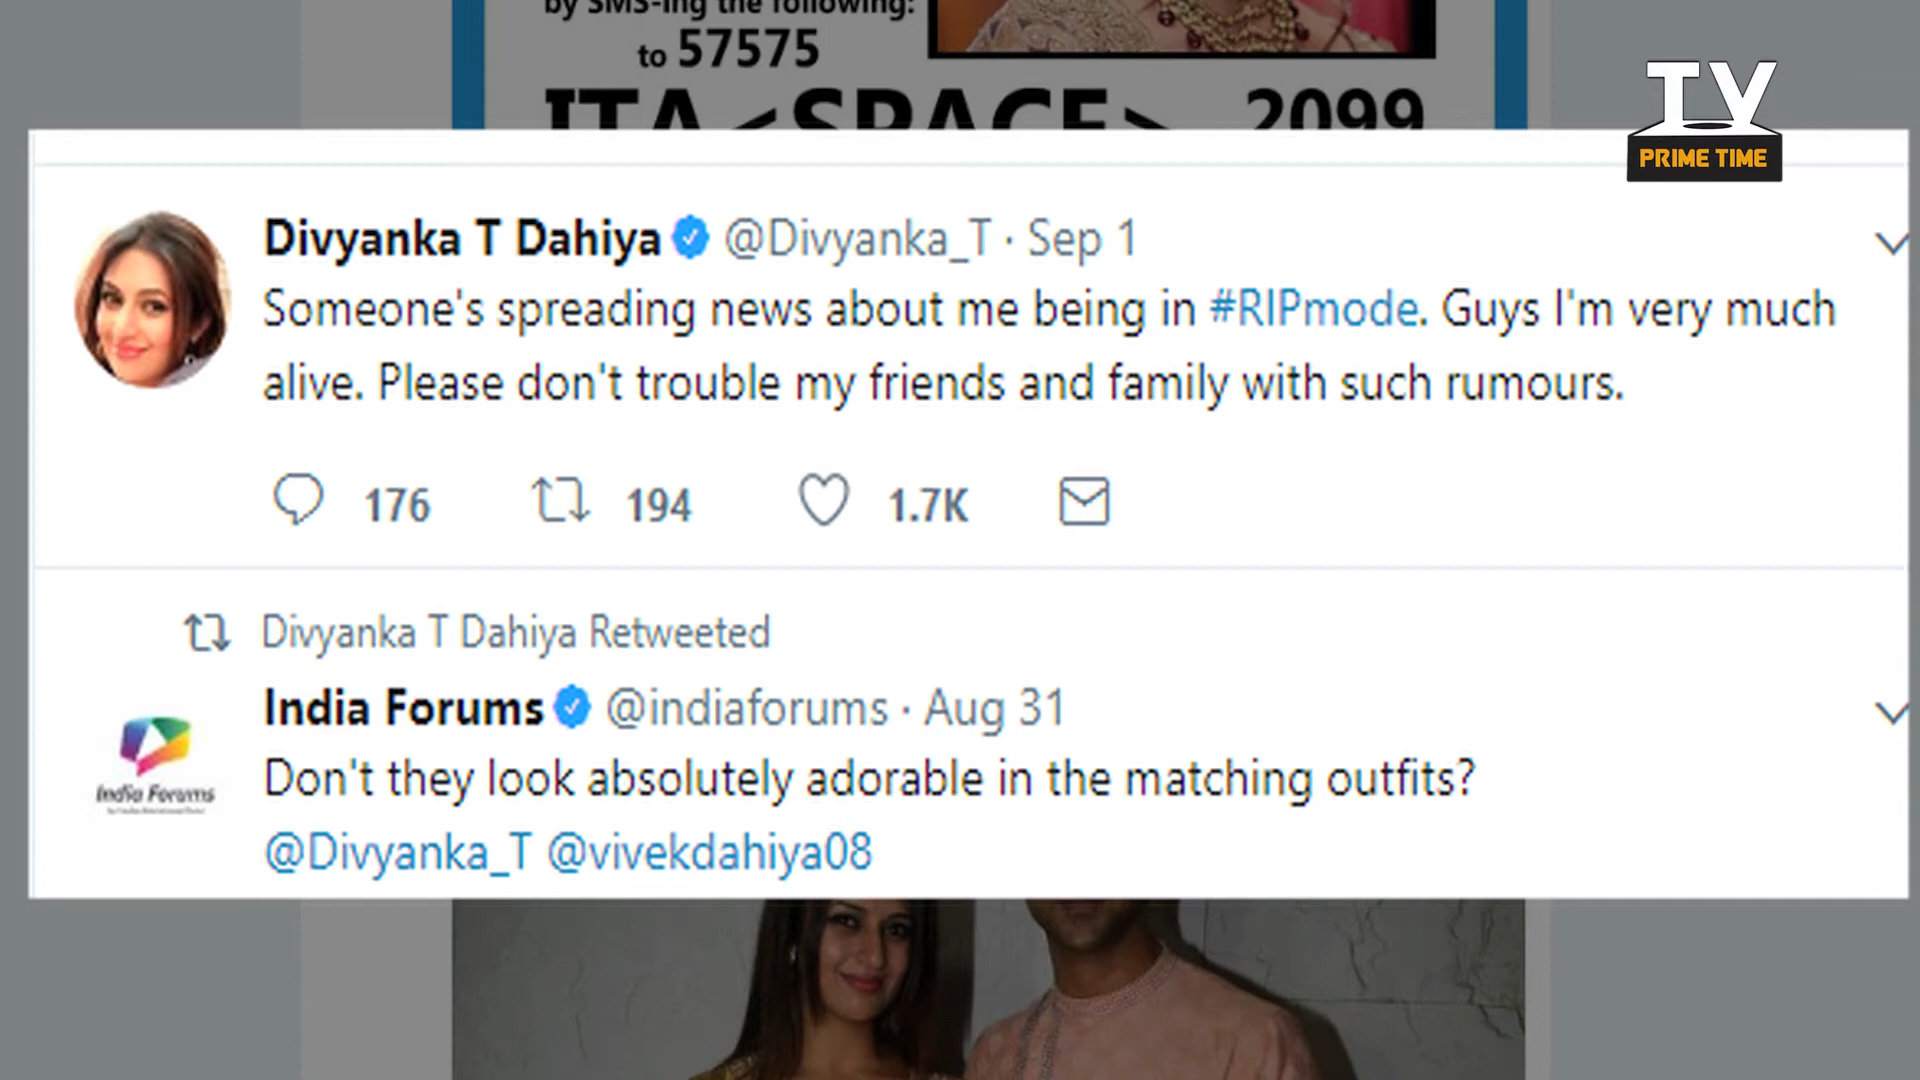 by SMS-ing the following:
to 57575
ITA <SPACE> 2099
TV
PRIME TIME
Divyanka T Dahiya @Divyanka_T · Sep 1
Someone's spreading news about me being in #RIPmode. Guys I'm very much
alive. Please don't trouble my friends and family with such rumours.
176 194 1.7K
Divyanka T Dahiya Retweeted
India Forums @indiaforums · Aug 31
India Forums
Don't they look absolutely adorable in the matching outfits?
@Divyanka_T @vivekdahiya08